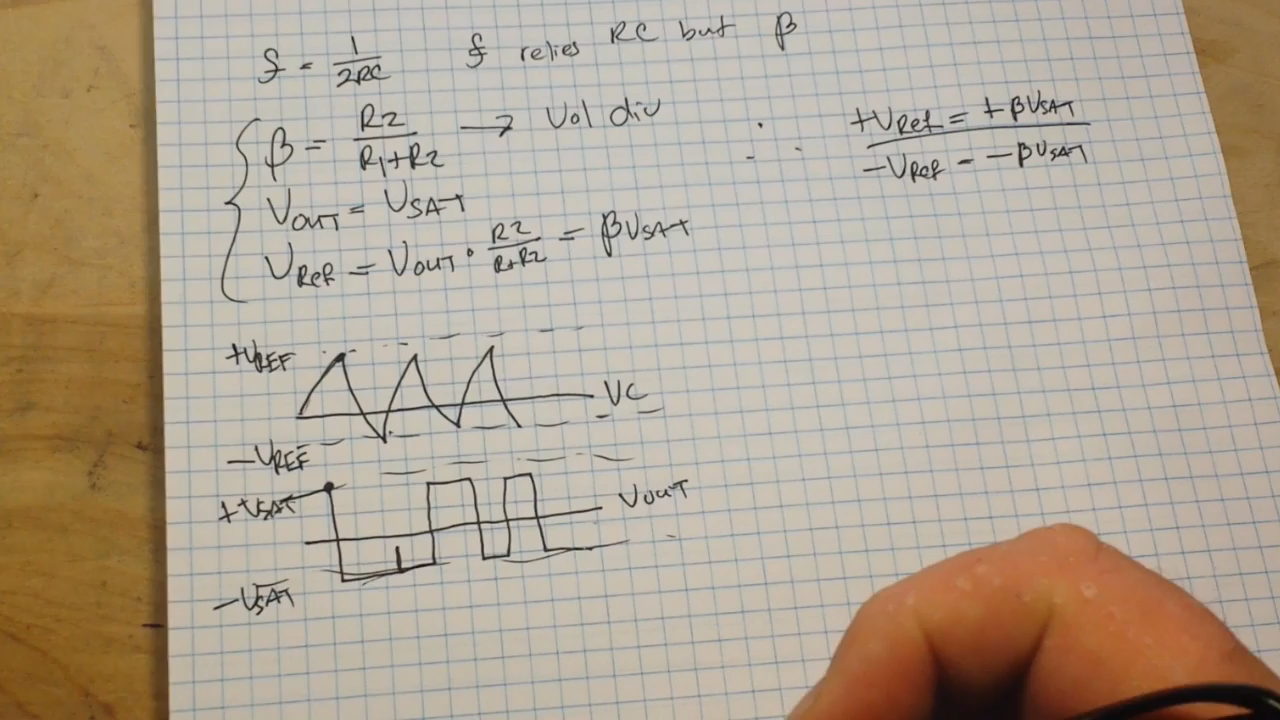 f = 1/2RC f relies RC but β
β = R2/R1+R2 → Vol div
VOUT = VSAT
VRef = VOUT · R2/R1+R2 = βVSAT
∴ +VRef = +βVSAT
-VRef = -βVSAT
+VREF
VC
-VREF
+VSAT
VOUT
-VSAT